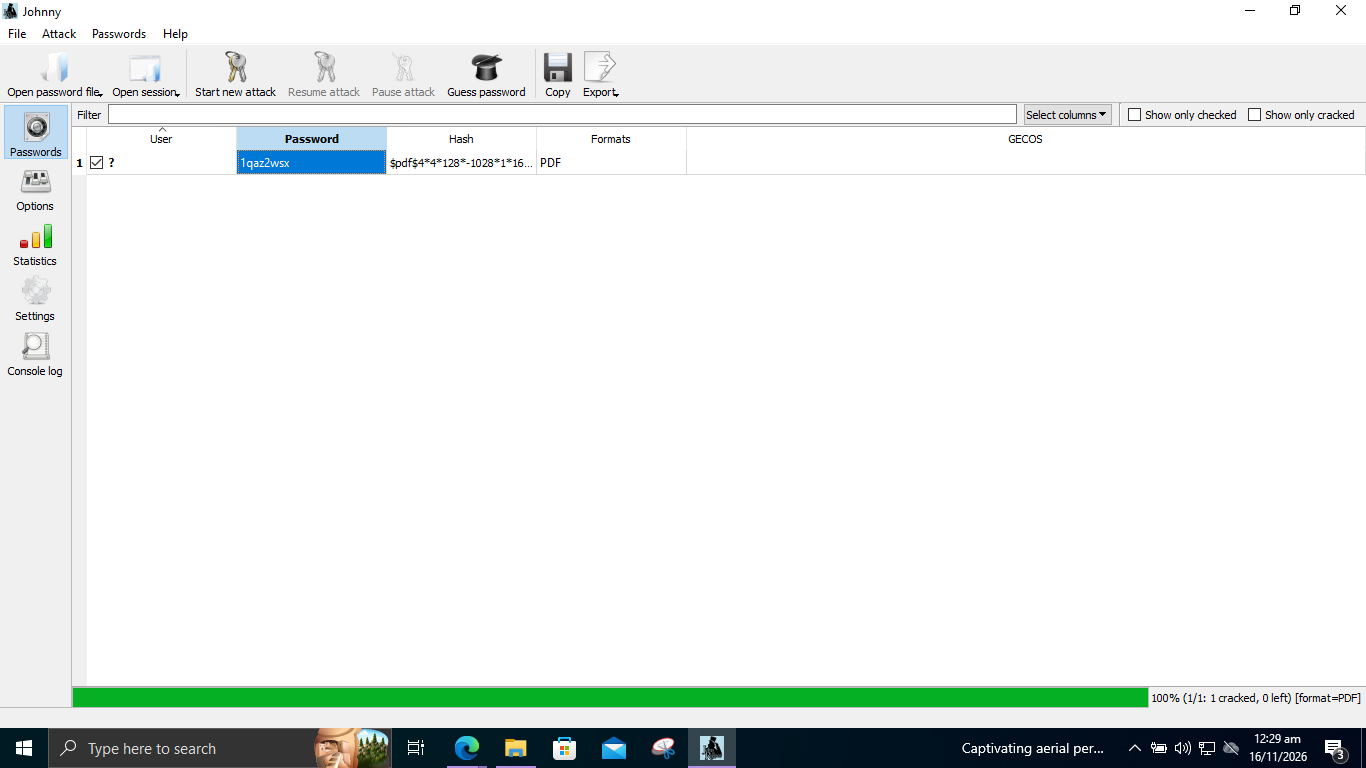 Johnny
File Attack Passwords Help
Open password file Open session Start new attack Resume attack Pause attack Guess password Copy Export
Filter Select columns Show only checked Show only cracked
Passwords
Options
Statistics
Settings
Console log
User Password Hash Formats GECOS
1 ? 1qaz2wsx $pdf$4*4*128*-1028*1*16... PDF
100% (1/1: 1 cracked, 0 left) [format=PDF]
Type here to search Captivating aerial per... 12:29 am
16/11/2026
3